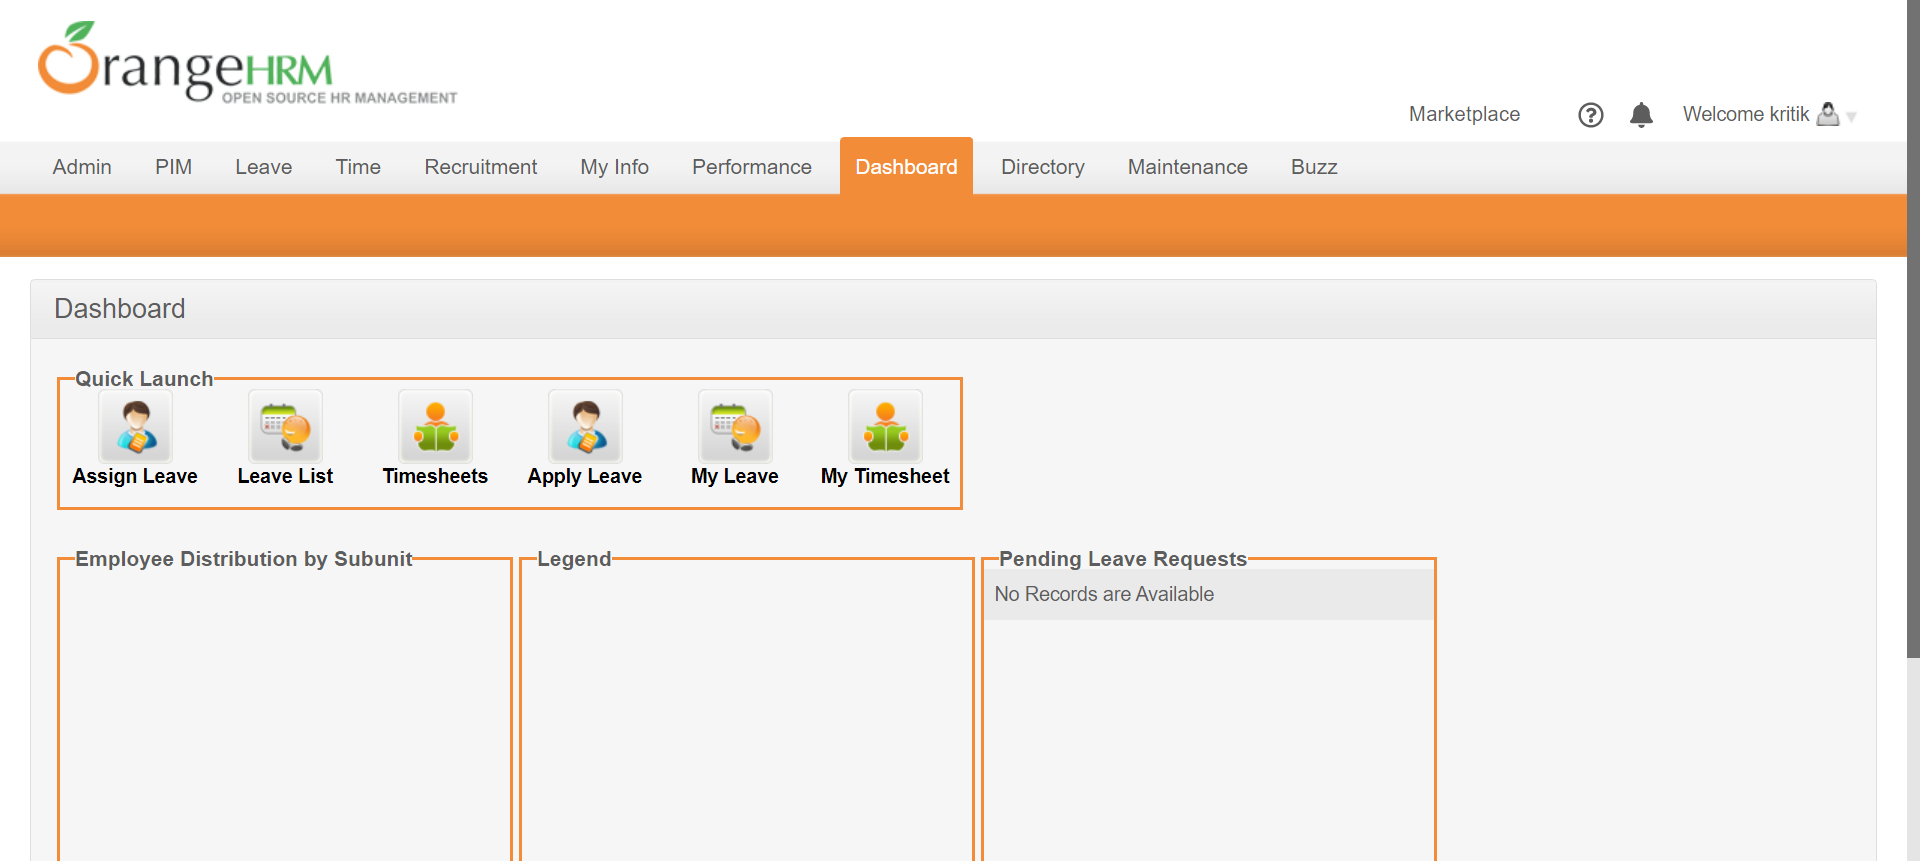 OrangeHRM
OPEN SOURCE HR MANAGEMENT
Marketplace
Welcome kritik
Admin PIM Leave Time Recruitment My Info Performance Dashboard Directory Maintenance Buzz
Dashboard
Quick Launch
Assign Leave Leave List Timesheets Apply Leave My Leave My Timesheet
Employee Distribution by Subunit
Legend
Pending Leave Requests
No Records are Available